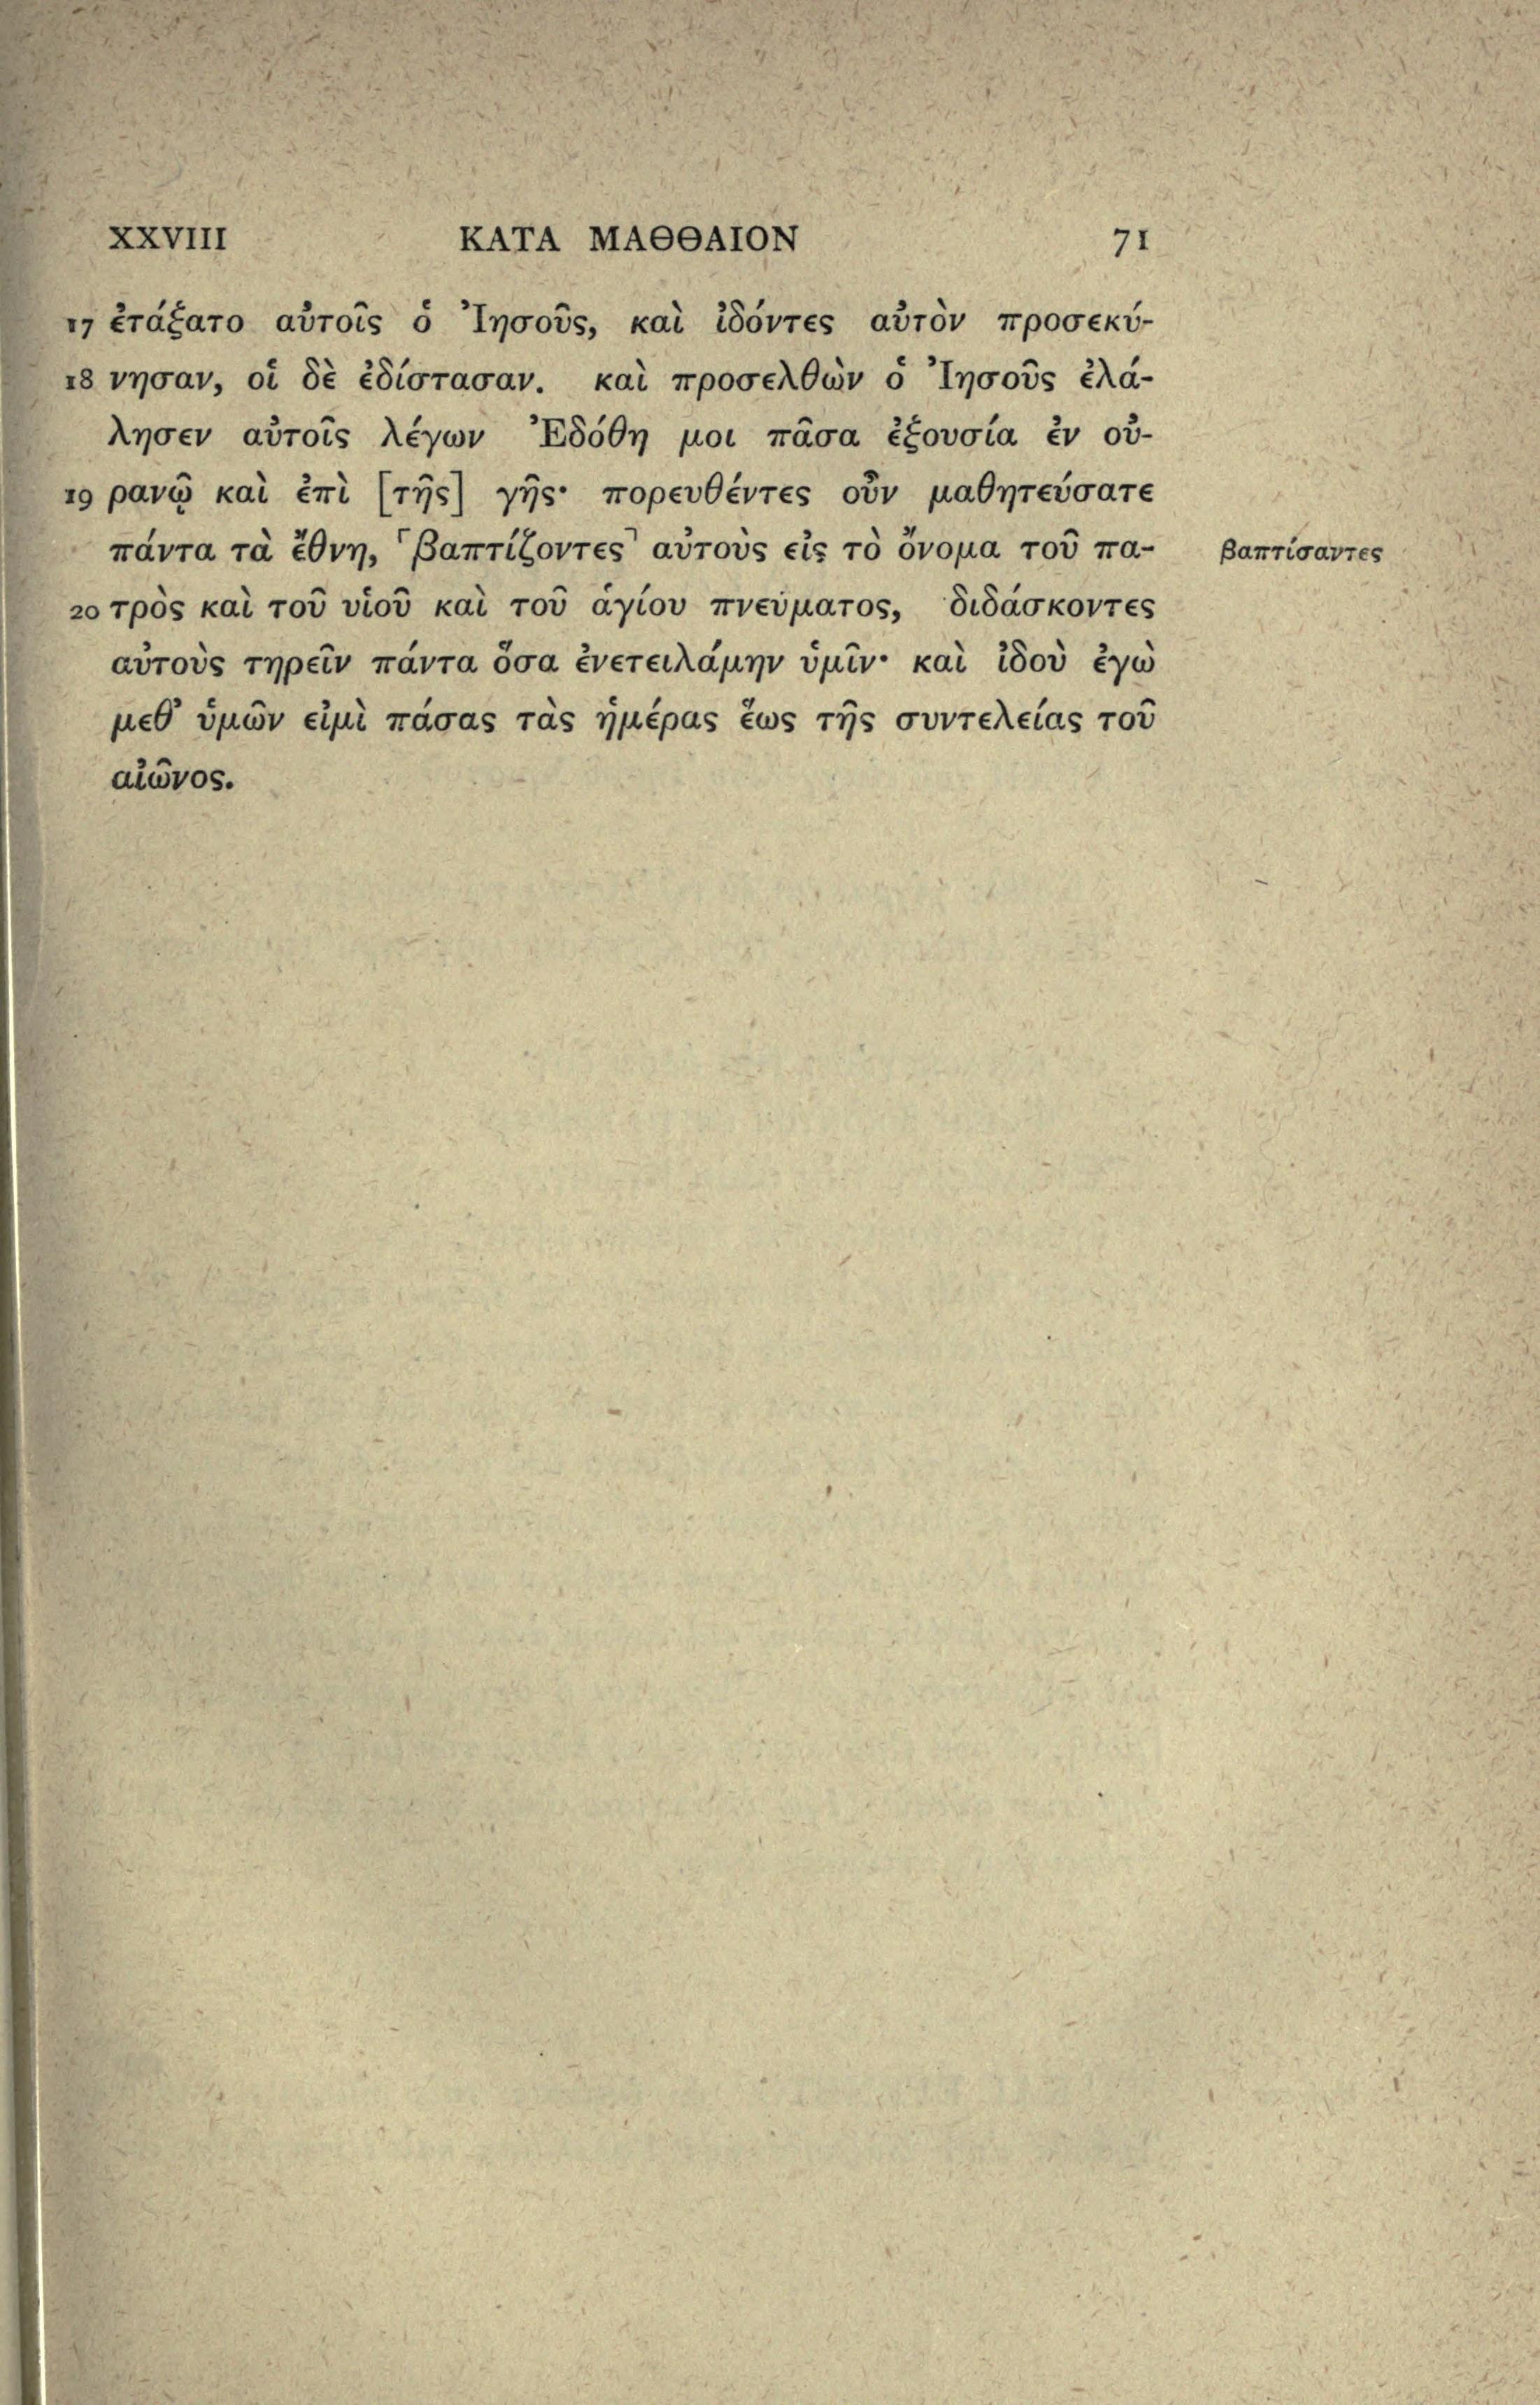 XXVIII ΚΑΤΑ ΜΑΘΘΑΙΟΝ 71
17 ἐτάξατο αὐτοῖς ὁ Ἰησοῦς, καὶ ἰδόντες αὐτὸν προσεκύ-
18 νησαν, οἱ δὲ ἐδίστασαν. καὶ προσελθὼν ὁ Ἰησοῦς ἐλά-
λησεν αὐτοῖς λέγων Ἐδόθη μοι πᾶσα ἐξουσία ἐν οὐ-
19 ρανῷ καὶ ἐπὶ [τῆς] γῆς· πορευθέντες οὖν μαθητεύσατε
πάντα τὰ ἔθνη, ⸀βαπτίζοντες⸣ αὐτοὺς εἰς τὸ ὄνομα τοῦ πα- βαπτίσαντες
20 τρὸς καὶ τοῦ υἱοῦ καὶ τοῦ ἁγίου πνεύματος, διδάσκοντες
αὐτοὺς τηρεῖν πάντα ὅσα ἐνετειλάμην ὑμῖν· καὶ ἰδοὺ ἐγὼ
μεθ᾽ ὑμῶν εἰμὶ πάσας τὰς ἡμέρας ἕως τῆς συντελείας τοῦ
αἰῶνος.